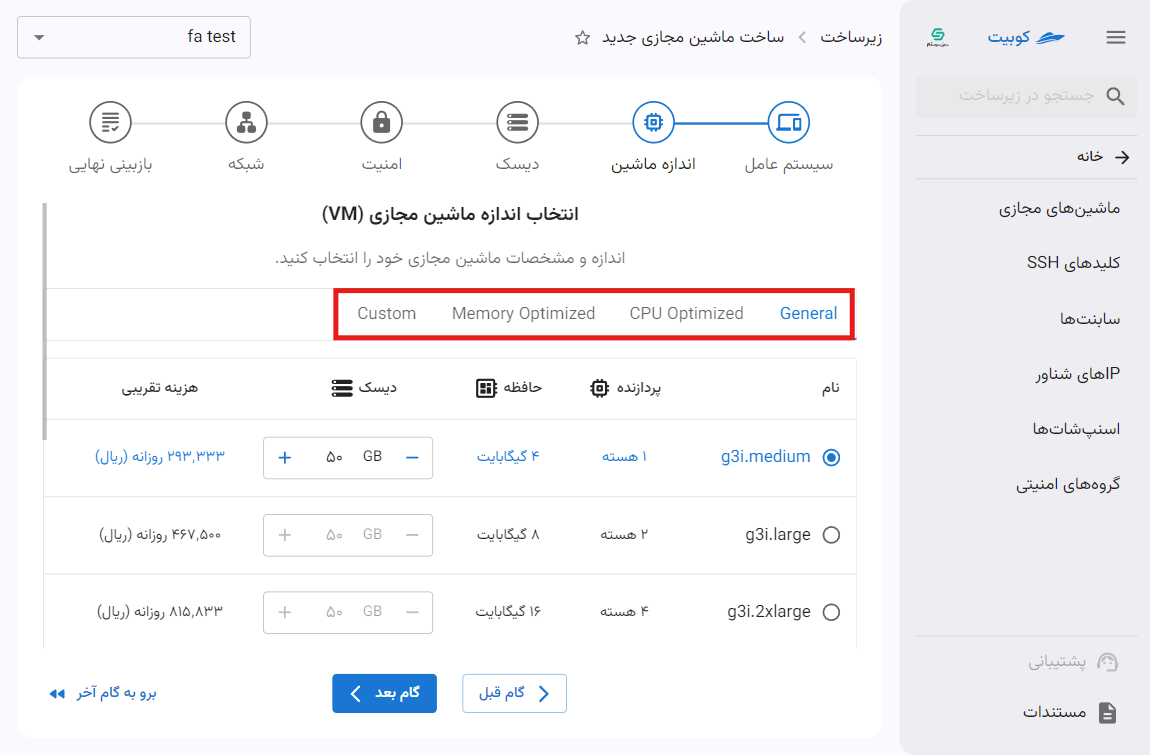 کوبیت
جستجو در زیرساخت
خانه
ماشین‌های مجازی
کلیدهای SSH
سابنت‌ها
IPهای شناور
اسنپ‌شات‌ها
گروه‌های امنیتی
پشتیبانی
مستندات
زیرساخت
ساخت ماشین مجازی جدید
fa test
سیستم عامل
اندازه ماشین
دیسک
امنیت
شبکه
بازبینی نهایی
انتخاب اندازه ماشین مجازی (VM)
اندازه و مشخصات ماشین مجازی خود را انتخاب کنید.
General
CPU Optimized
Memory Optimized
Custom
نام پردازنده حافظه دیسک هزینه تقریبی
g3i.medium ۱ هسته ۴ گیگابایت − GB ۵۰ + ۲۹۳,۳۳۳ روزانه (ریال)
g3i.large ۲ هسته ۸ گیگابایت − GB ۵۰ + ۴۶۷,۵۰۰ روزانه (ریال)
g3i.2xlarge ۴ هسته ۱۶ گیگابایت − GB ۵۰ + ۸۱۵,۸۳۳ روزانه (ریال)
گام قبل
گام بعد
برو به گام آخر